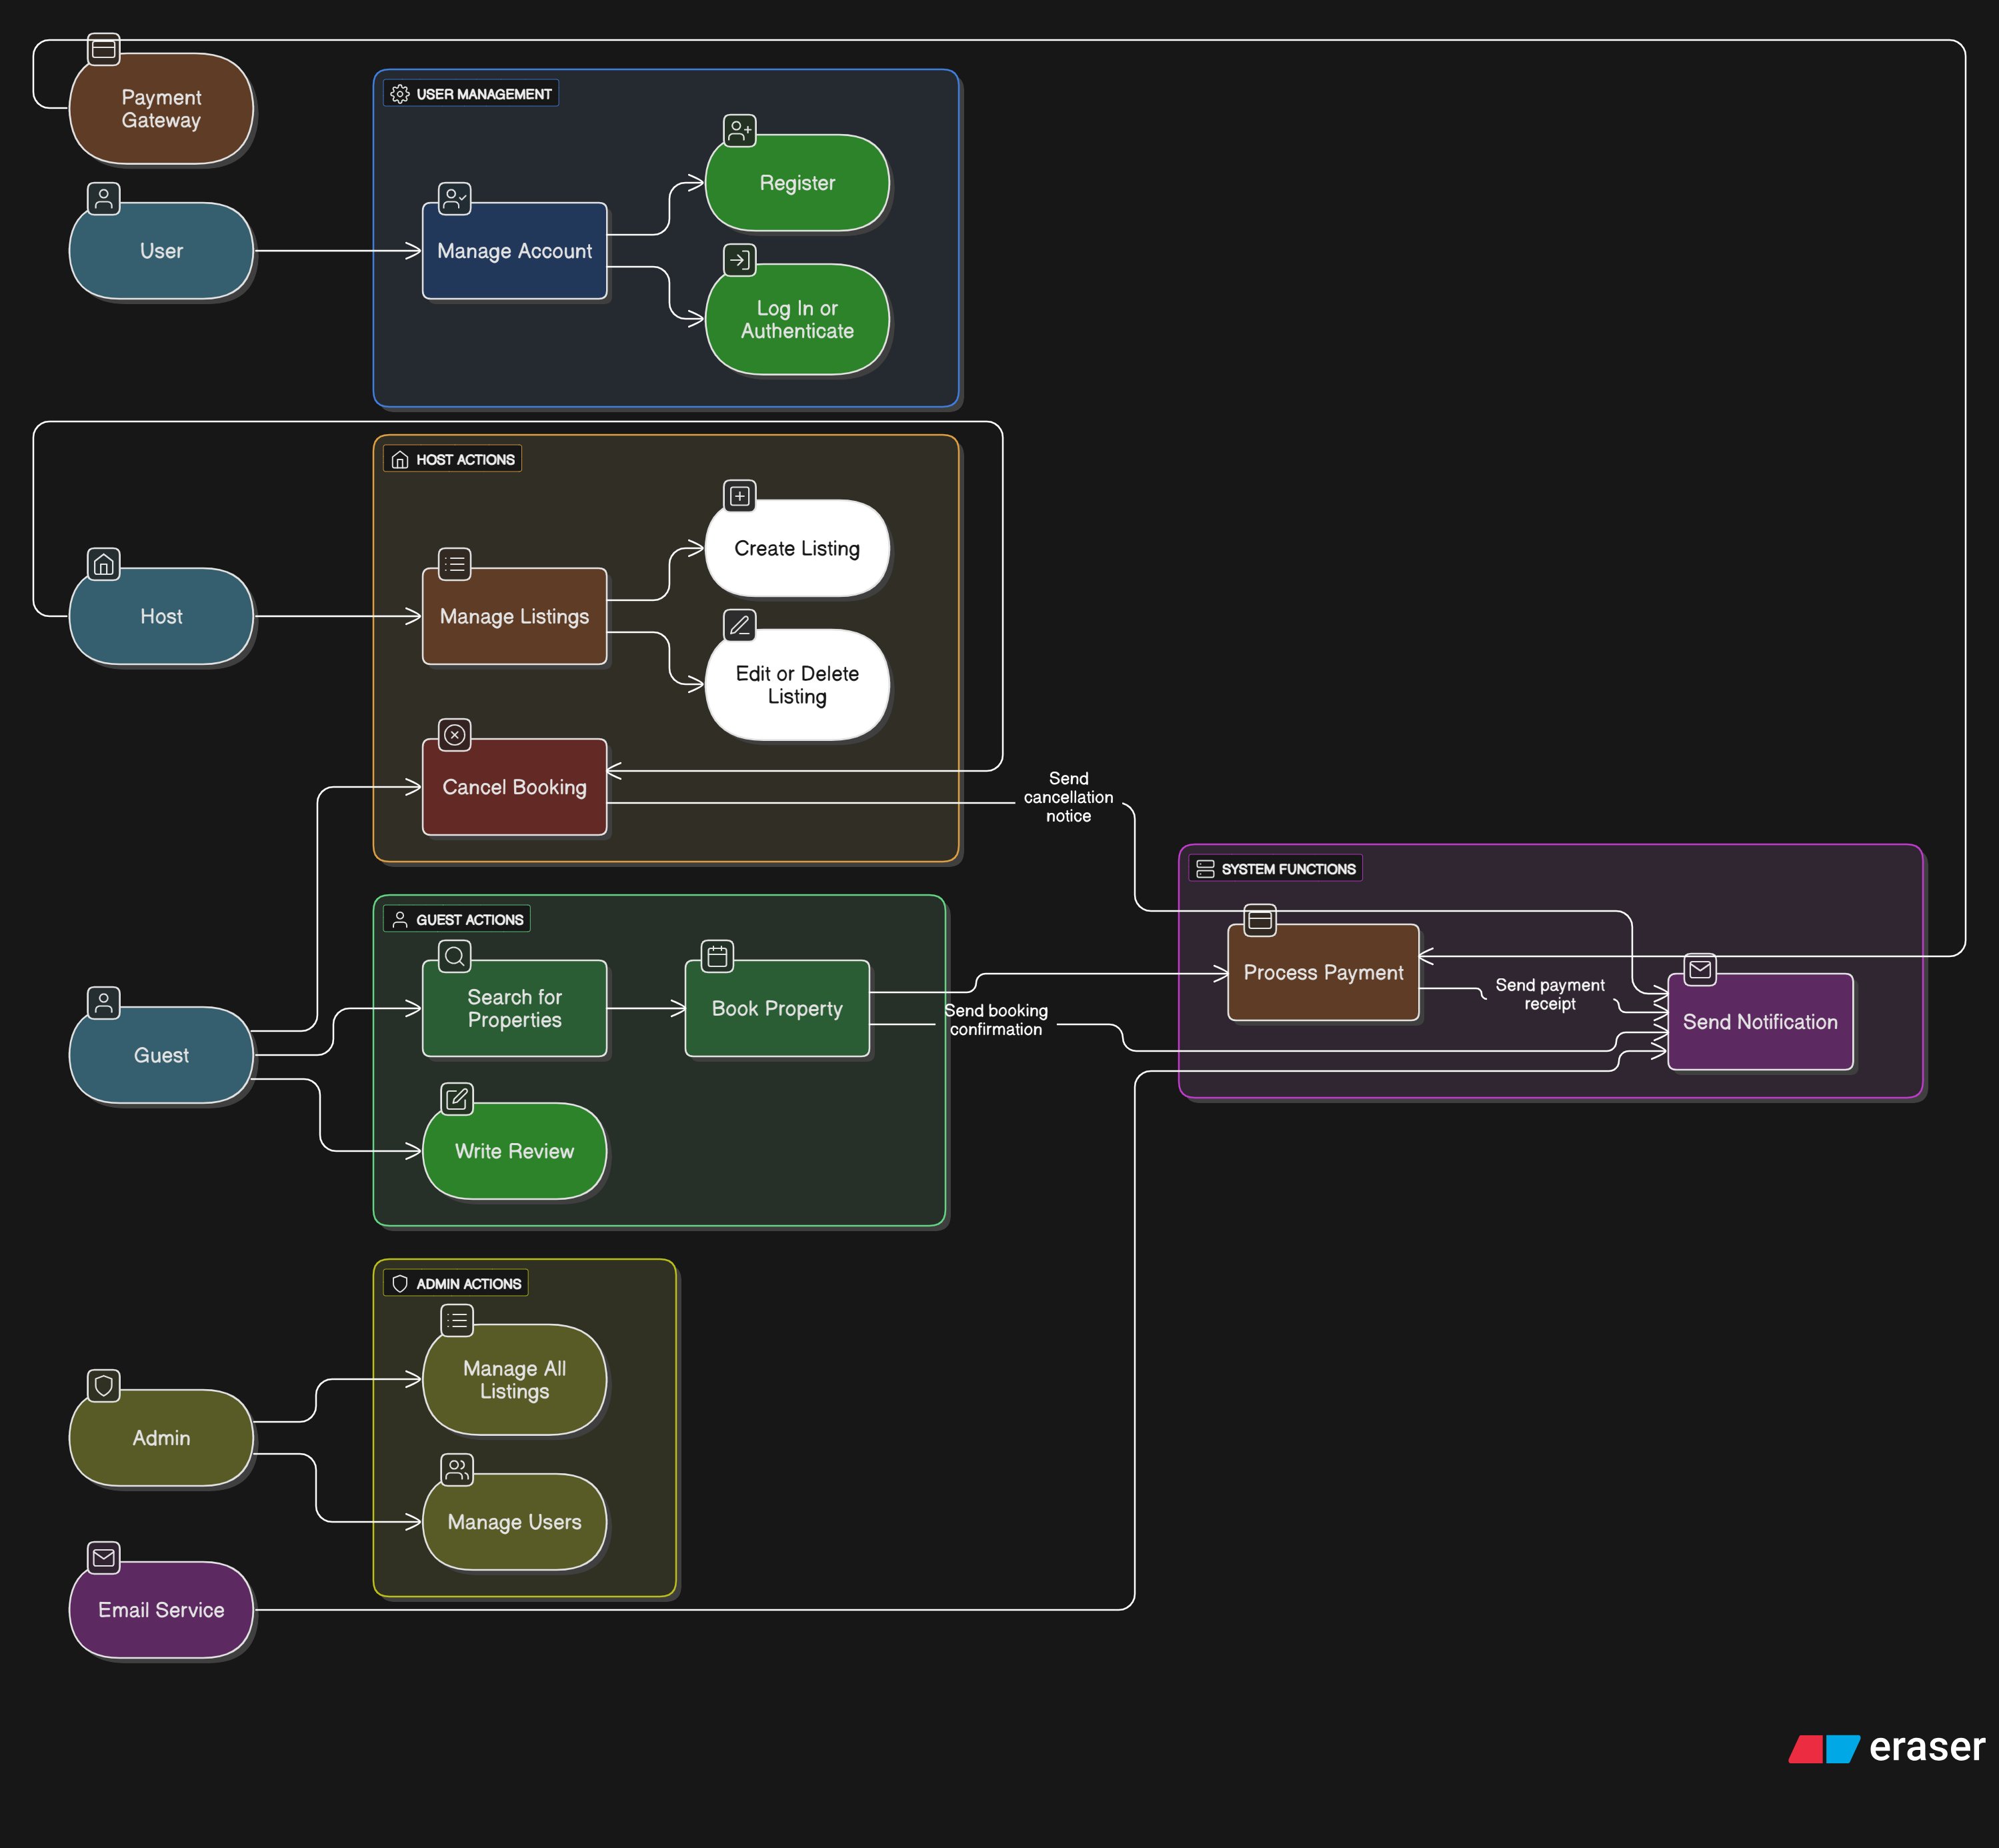 Payment
Gateway
USER MANAGEMENT
Register
User
Manage Account
Log In or
Authenticate
HOST ACTIONS
Create Listing
Host
Manage Listings
Edit or Delete
Listing
Cancel Booking
Send
cancellation
notice
SYSTEM FUNCTIONS
GUEST ACTIONS
Process Payment
Send payment
receipt
Send Notification
Search for
Properties
Book Property
Send booking
confirmation
Guest
Write Review
ADMIN ACTIONS
Manage All
Listings
Admin
Manage Users
Email Service
eraser